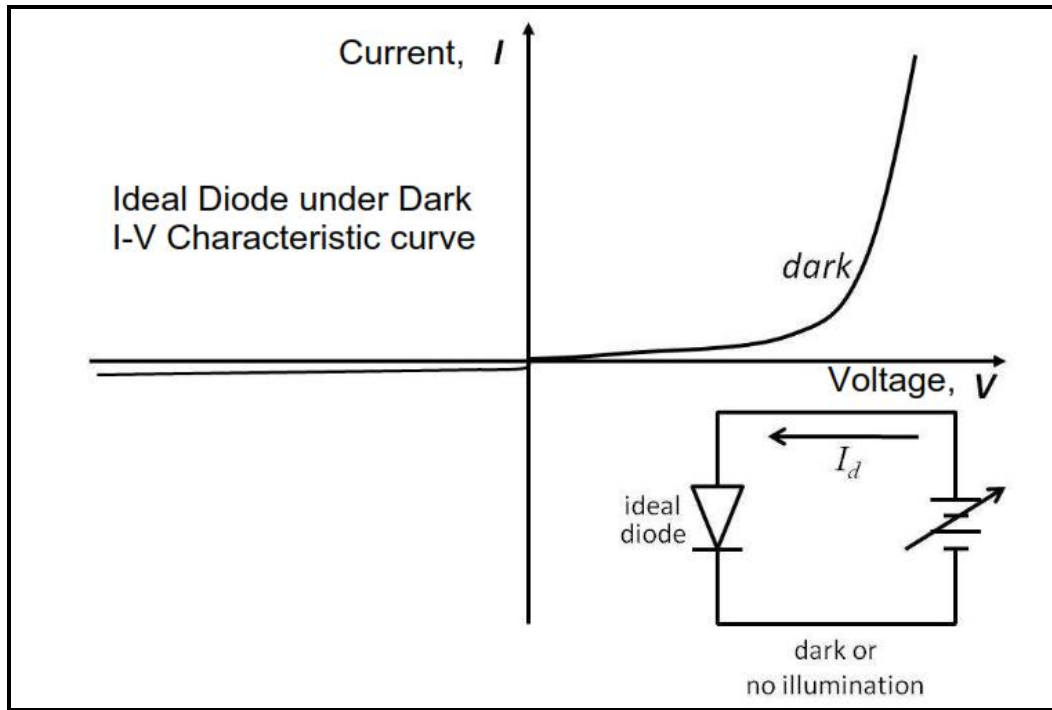 Current, I
Ideal Diode under Dark
I-V Characteristic curve
dark
Voltage, V
I_d
ideal
diode
dark or
no illumination